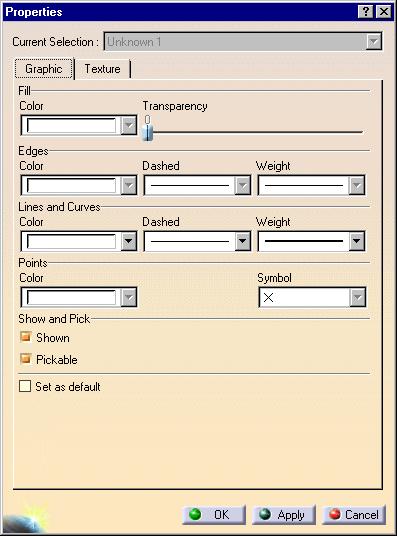 Properties
Current Selection : Unknown 1
Graphic Texture
Fill
Color Transparency
0
Edges
Color Dashed Weight
Lines and Curves
Color Dashed Weight
Points
Color Symbol
Show and Pick
Shown
Pickable
Set as default
OK Apply Cancel